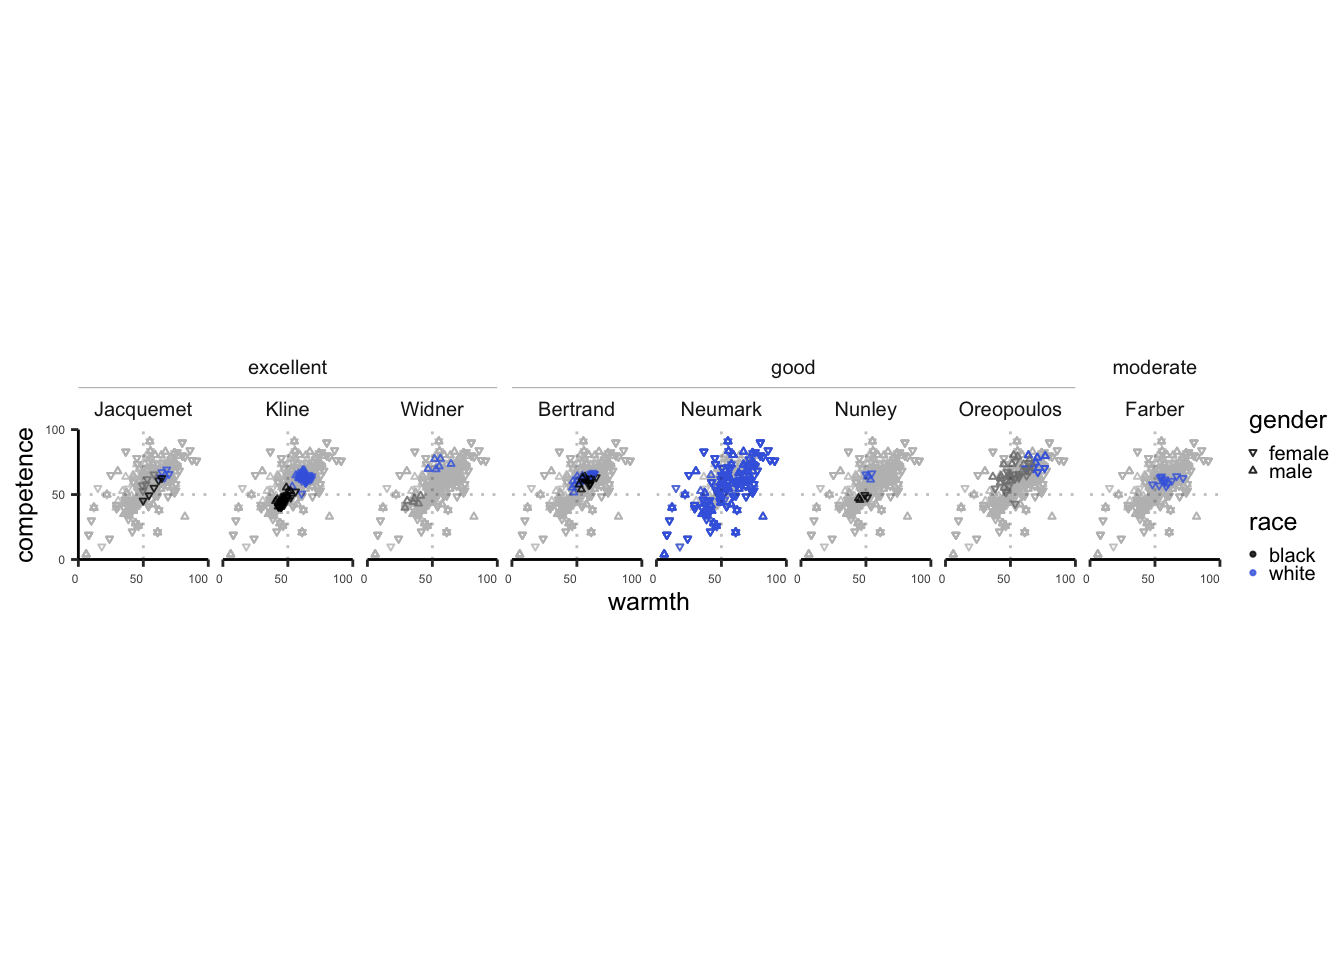 excellent good moderate
Jacquemet Kline Widner Bertrand Neumark Nunley Oreopoulos Farber
competence
100
50
0
0 50 100 0 50 100 0 50 100 0 50 100 0 50 100 0 50 100 0 50 100 0 50 100
warmth
gender
female
male
race
black
white